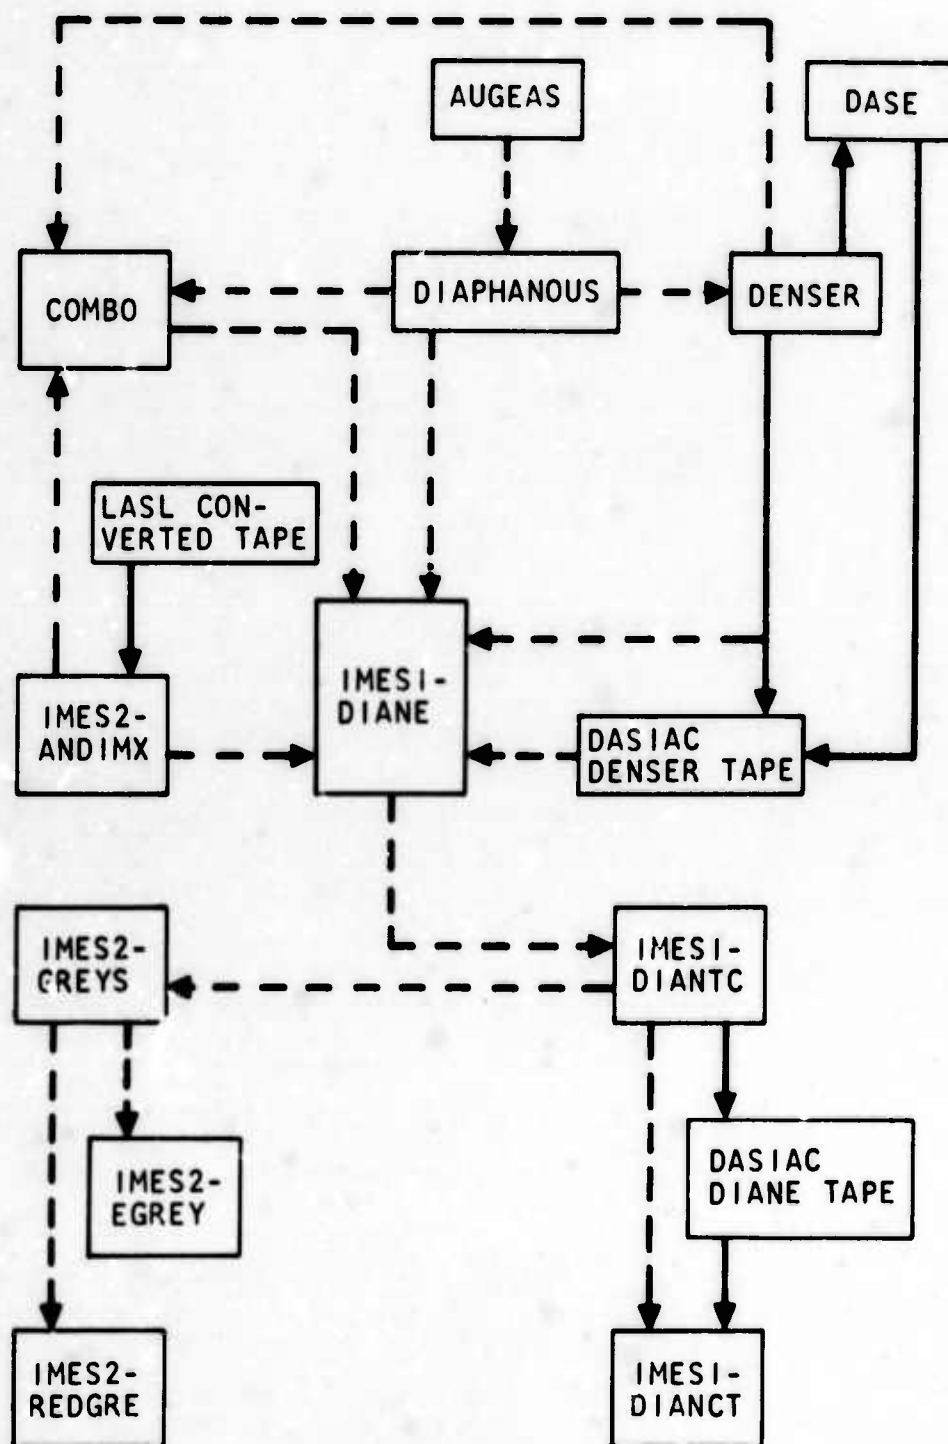 AUGEAS
DASE
COMBO
DIAPHANOUS
DENSER
LASL CON-
VERTED TAPE
IMES2-
ANDIMX
IMES1-
DIANE
DASIAC
DENSER TAPE
IMES2-
GREYS
IMES1-
DIANTC
IMES2-
EGREY
DASIAC
DIANE TAPE
IMES2-
REDGRE
IMES1-
DIANCT